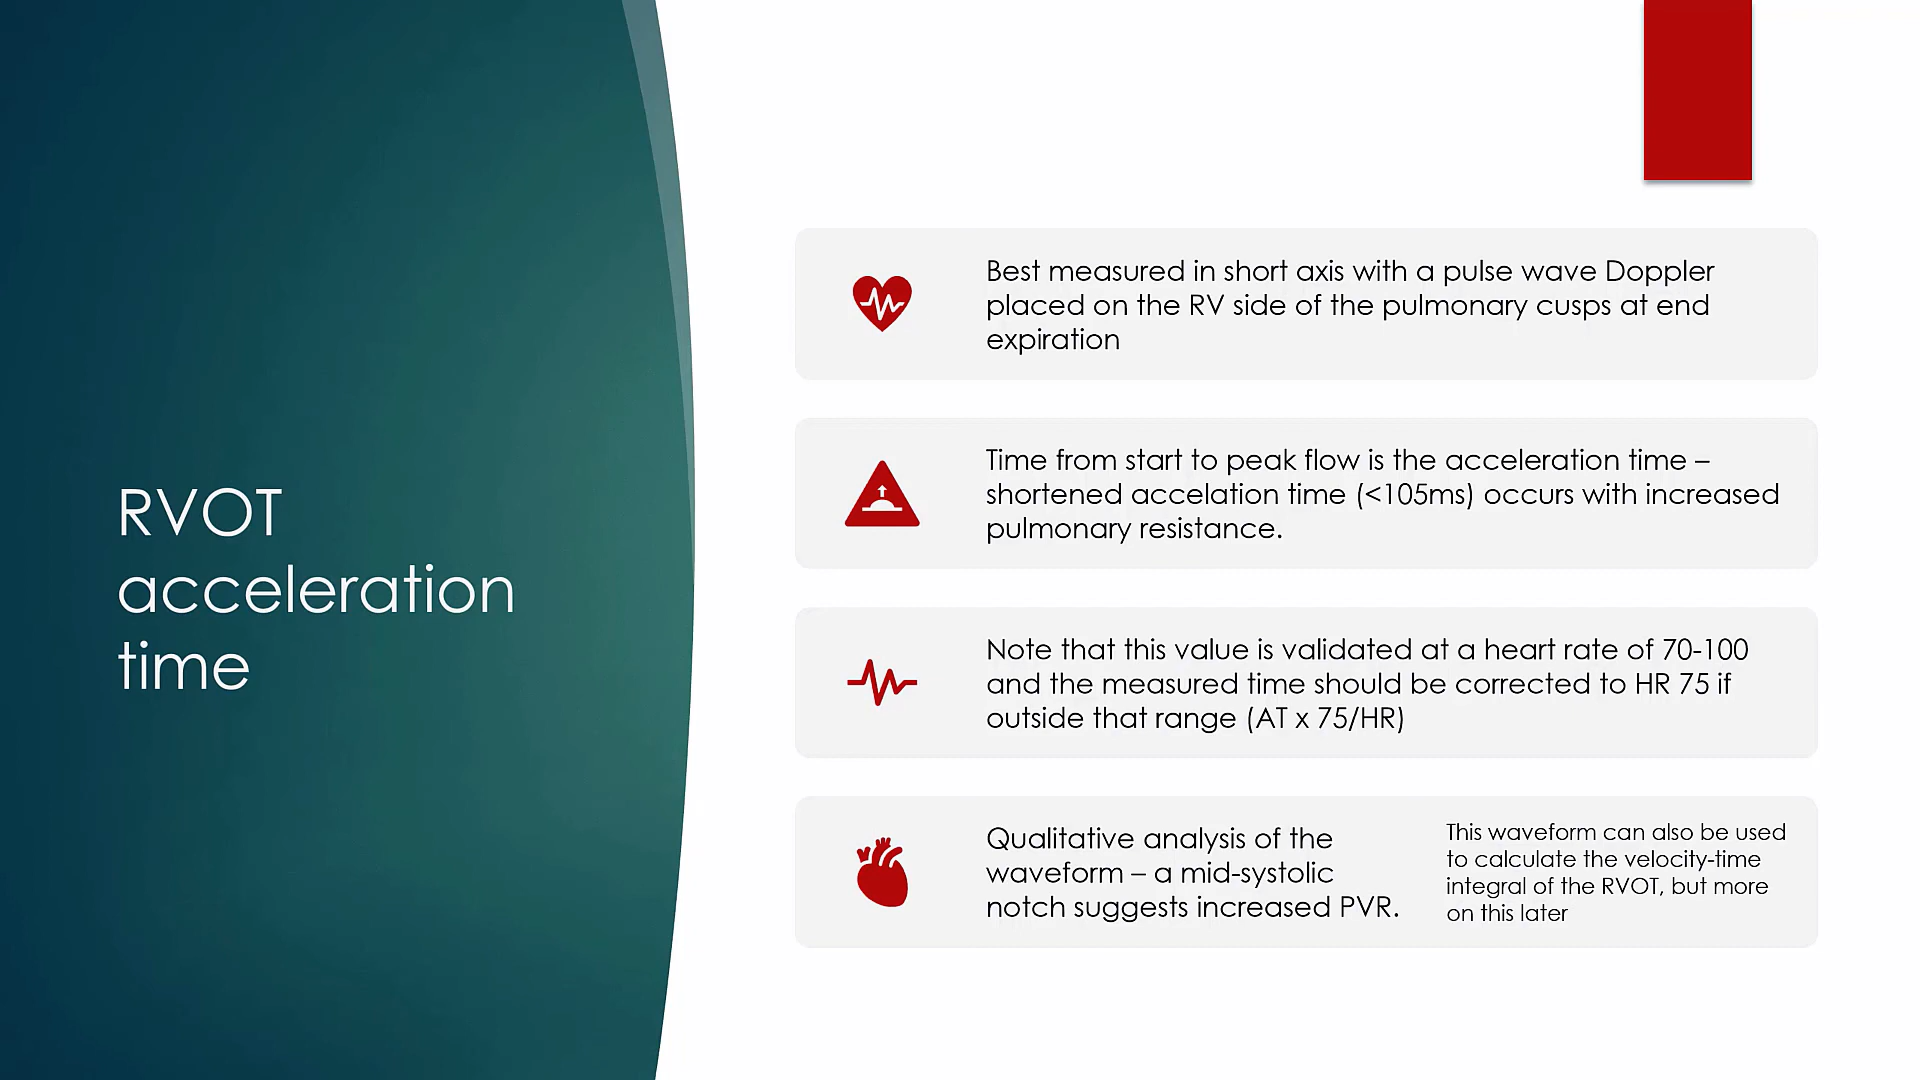 RVOT
acceleration
time
Best measured in short axis with a pulse wave Doppler
placed on the RV side of the pulmonary cusps at end
expiration
Time from start to peak flow is the acceleration time –
shortened accelation time (<105ms) occurs with increased
pulmonary resistance.
Note that this value is validated at a heart rate of 70-100
and the measured time should be corrected to HR 75 if
outside that range (AT x 75/HR)
Qualitative analysis of the
waveform – a mid-systolic
notch suggests increased PVR.
This waveform can also be used
to calculate the velocity-time
integral of the RVOT, but more
on this later